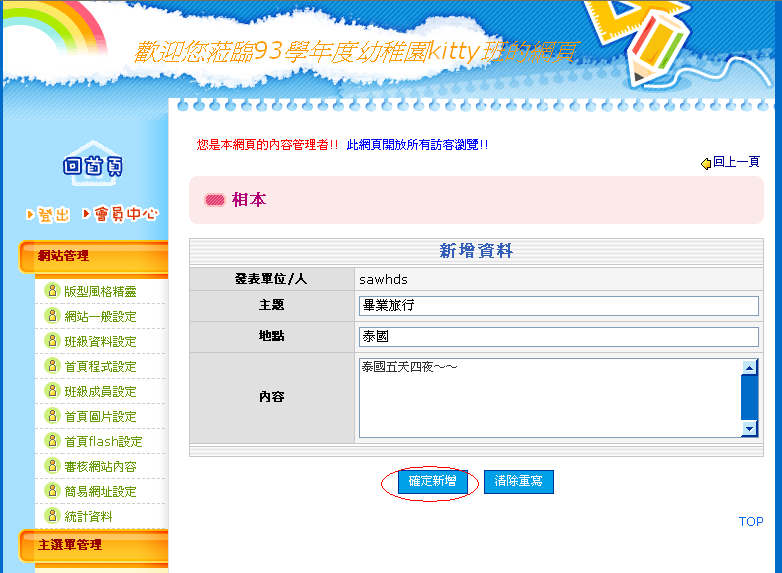 歡迎您蒞臨93學年度幼稚園kitty班的網頁
您是本網頁的內容管理者!! 此網頁開放所有訪客瀏覽!!
回上一頁
回首頁
登出 會員中心
相本
網站管理
版型風格精靈
網站一般設定
班級資料設定
首頁程式設定
班級成員設定
首頁圖片設定
首頁flash設定
審核網站內容
簡易網址設定
統計資料
主選單管理
新增資料
發表單位/人 sawhds
主題 畢業旅行
地點 泰國
內容 泰國五天四夜～～
確定新增 清除重寫
TOP